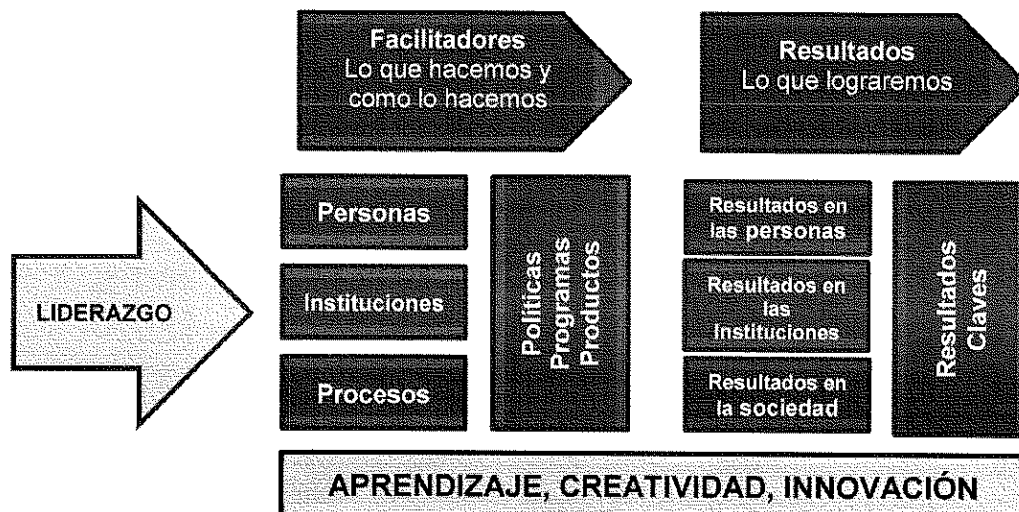 Facilitadores
Lo que hacemos y
como lo hacemos
Resultados
Lo que lograremos
LIDERAZGO
Personas
Instituciones
Procesos
Políticas
Programas
Productos
Resultados en
las personas
Resultados en
las
Instituciones
Resultados en
la sociedad
Resultados
Claves
APRENDIZAJE, CREATIVIDAD, INNOVACIÓN